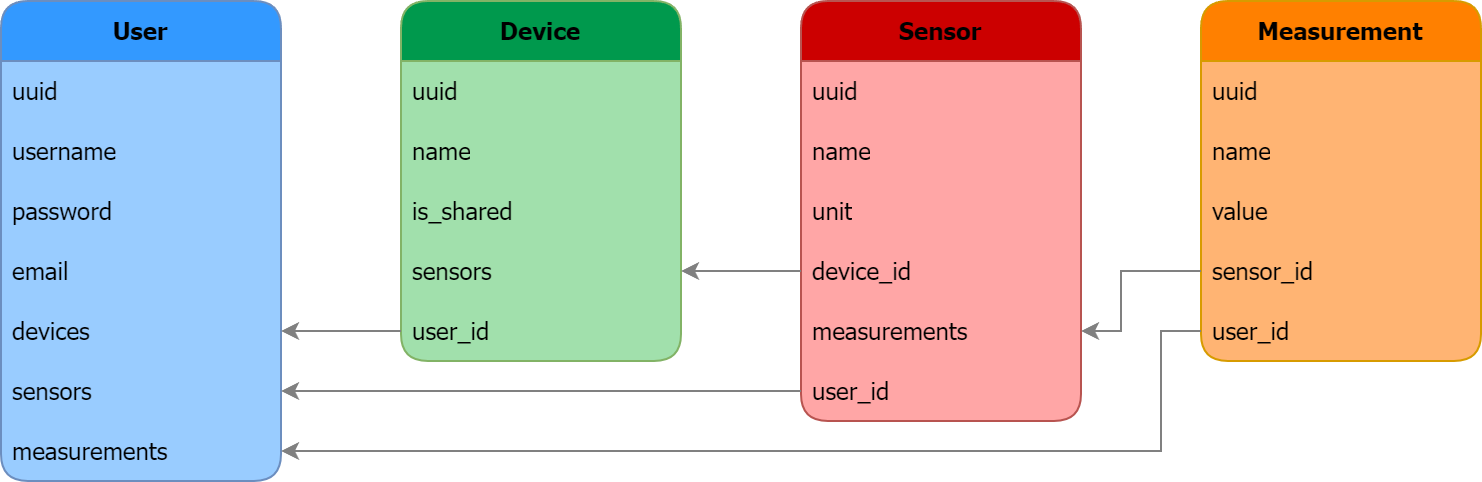 User
uuid
username
password
email
devices
sensors
measurements
Device
uuid
name
is_shared
sensors
user_id
Sensor
uuid
name
unit
device_id
measurements
user_id
Measurement
uuid
name
value
sensor_id
user_id